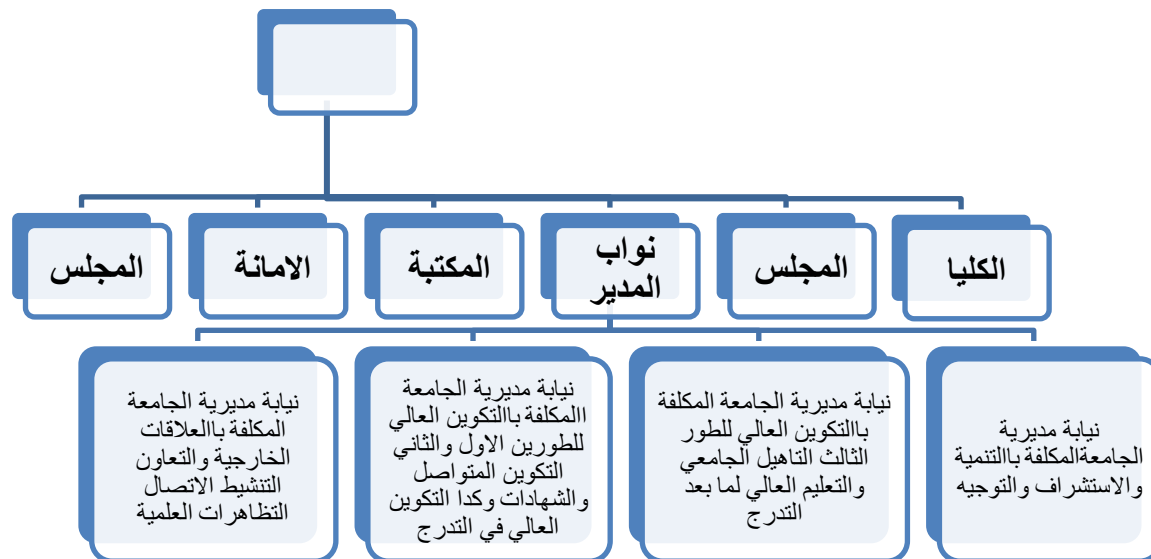 الكليا
المجلس
نواب
المدير
المكتبة
الامانة
المجلس
نيابة مديرية
الجامعةالمكلفة باالتنمية
والاستشراف والتوجيه
نيابة مديرية الجامعة المكلفة
باالتكوين العالي للطور
الثالث التاهيل الجامعي
والتعليم العالي لما بعد
التدرج
نيابة مديرية الجامعة
االمكلفة باالتكوين العالي
للطورين الاول والثاني
التكوين المتواصل
والشهادات وكدا التكوين
العالي في التدرج
نيابة مديرية الجامعة
المكلفة باالعلاقات
الخارجية والتعاون
التنشيط الاتصال
التظاهرات العلمية